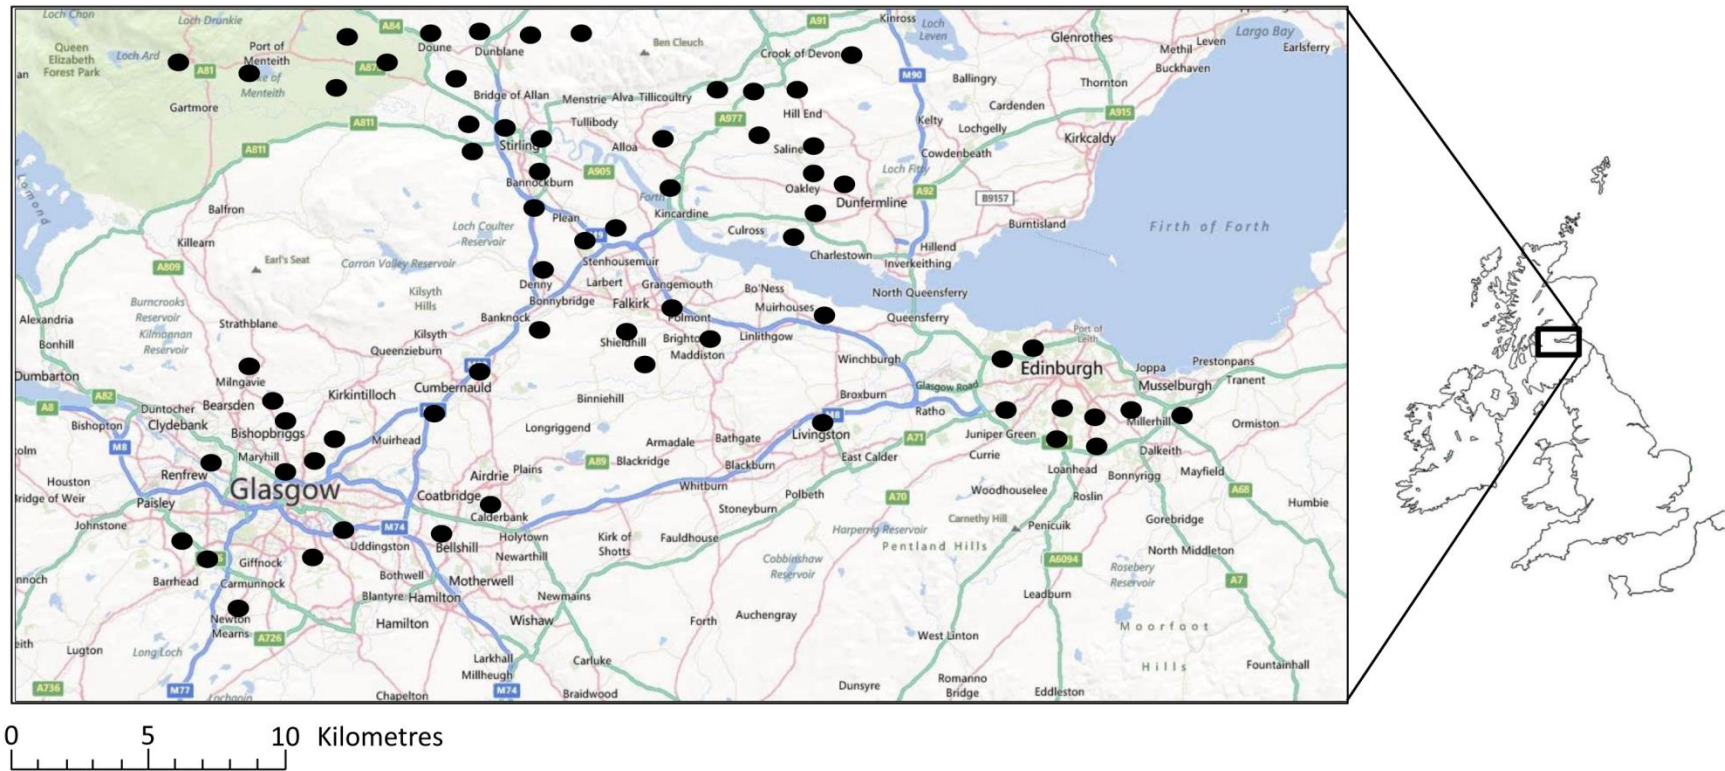 Loch Chon
Loch Drunkie
A84
A91
Kinross
Loch
Leven
Glenrothes
Leven
Methil
Largo Bay
Earlsferry
Buckhaven
Queen
Elizabeth
Forest Park
Loch Ard
Port of
Menteith
A81
Doune
Dunblane
Ben Cleuch
Crook of Devon
M90
Ballingry
Thornton
Menteith
Gartmore
Bridge of Allan
Menstrie
Alva
Tillicoultry
Hill End
Cardenden
A915
A811
Tullibody
A977
Kelty
Lochgelly
Kirkcaldy
A811
Stirling
Alloa
Saline
Cowdenbeath
A905
Loch Fitty
Bannockburn
Forth
Oakley
A92
B9157
Dunfermline
Balfron
Plean
Kincardine
Burntisland
Firth of Forth
Loch Coulter
Reservoir
Culross
Killearn
Hillend
Charlestown
Inverkeithing
Earl's Seat
Carron Valley Reservoir
Stenhousemuir
A809
Denny
Larbert
Grangemouth
Bo'Ness
North Queensferry
Kilsyth
Hills
Bonnybridge
Falkirk
Muirhouses
Burncrooks
Reservoir
Alexandria
Strathblane
Banknock
Polmont
Queensferry
Port of
Leith
Kilmannan
Reservoir
Kilsyth
Shieldhill
Linlithgow
Bonhill
Queenzieburn
Maddiston
Winchburgh
Edinburgh
Joppa
Prestonpans
Dumbarton
Milngavie
Cumbernauld
Glasgow Road
Musselburgh
Tranent
A82
Kirkintilloch
Binniehill
Broxburn
A8
Duntocher
Bearsden
Ratho
Bishopton
Clydebank
Bishopbriggs
Muirhead
Longriggend
M8
Livingston
Juniper Green
Millerhill
Ormiston
M8
Maryhill
Armadale
Bathgate
A71
Currie
Dalkeith
Renfrew
Airdrie
Plains
A89
Blackridge
Blackburn
East Calder
Loanhead
Bonnyrigg
Mayfield
Houston
Glasgow
Coatbridge
Whitburn
Polbeth
A70
Woodhouselee
Roslin
A68
Bridge of Weir
Paisley
Calderbank
Stoneyburn
Humbie
Johnstone
M74
Holytown
Kirk of
Shotts
Fauldhouse
Harperrig Reservoir
Carnethy Hill
Penicuik
Gorebridge
Uddingston
Bellshill
Newarthill
Pentland Hills
North Middleton
Giffnock
Cobbinshaw
Reservoir
A6094
Rosebery
Reservoir
Barrhead
Carmunnock
Bothwell
Motherwell
A7
Blantyre
Hamilton
Newmains
Leadburn
Newton
Mearns
Hamilton
Wishaw
Forth
Auchengray
Moorfoot
Hills
A726
West Linton
Lugton
Long Loch
Larkhall
Carluke
Fountainhall
Millheugh
Romanno
Bridge
A736
M77
Chapelton
M74
Braidwood
Dunsyre
Eddleston
0 5 10 Kilometres